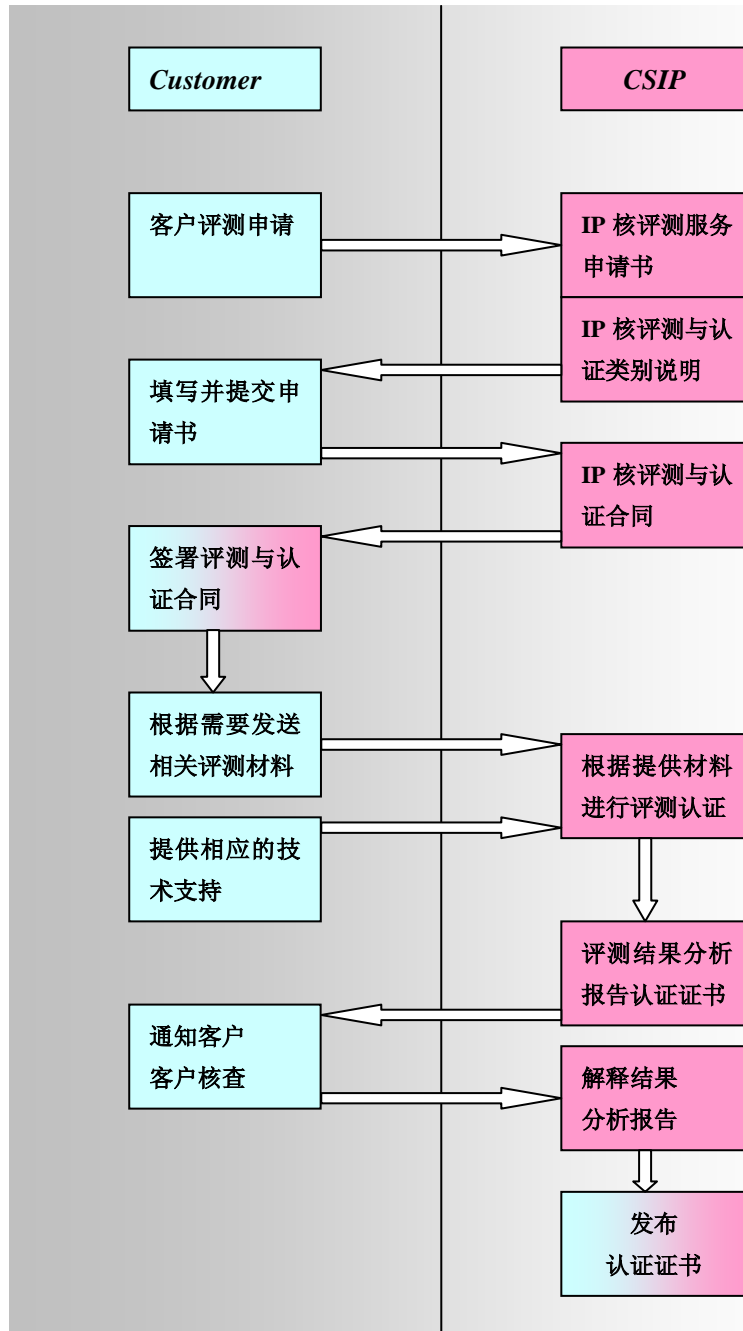 Customer
CSIP
客户评测申请
IP 核评测服务
申请书
IP 核评测与认
证类别说明
填写并提交申
请书
IP 核评测与认
证合同
签署评测与认
证合同
根据需要发送
相关评测材料
根据提供材料
进行评测认证
提供相应的技
术支持
评测结果分析
报告认证证书
通知客户
客户核查
解释结果
分析报告
发布
认证证书